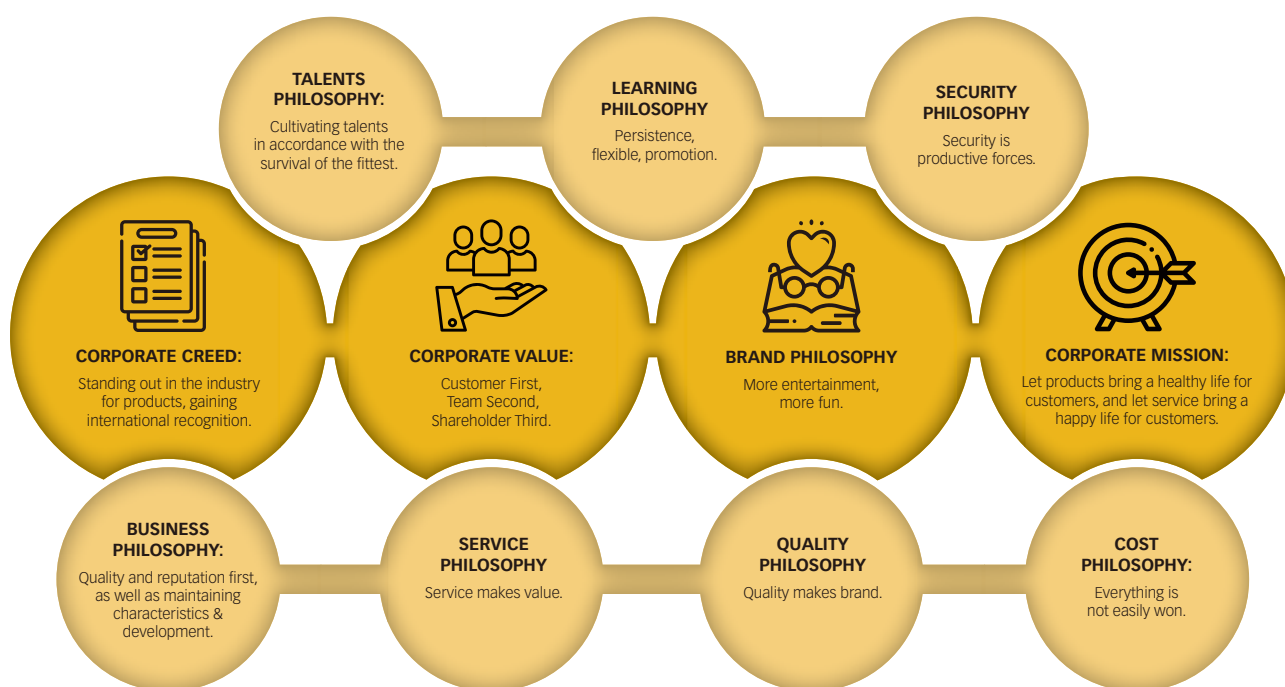 TALENTS
PHILOSOPHY:
Cultivating talents
in accordance with the
survival of the fittest.
LEARNING
PHILOSOPHY
Persistence,
flexible, promotion.
SECURITY
PHILOSOPHY
Security is
productive forces.
CORPORATE CREED:
Standing out in the industry
for products, gaining
international recognition.
CORPORATE VALUE:
Customer First,
Team Second,
Shareholder Third.
BRAND PHILOSOPHY
More entertainment,
more fun.
CORPORATE MISSION:
Let products bring a healthy life for
customers, and let service bring a
happy life for customers.
BUSINESS
PHILOSOPHY:
Quality and reputation first,
as well as maintaining
characteristics &
development.
SERVICE
PHILOSOPHY
Service makes value.
QUALITY
PHILOSOPHY
Quality makes brand.
COST
PHILOSOPHY:
Everything is
not easily won.